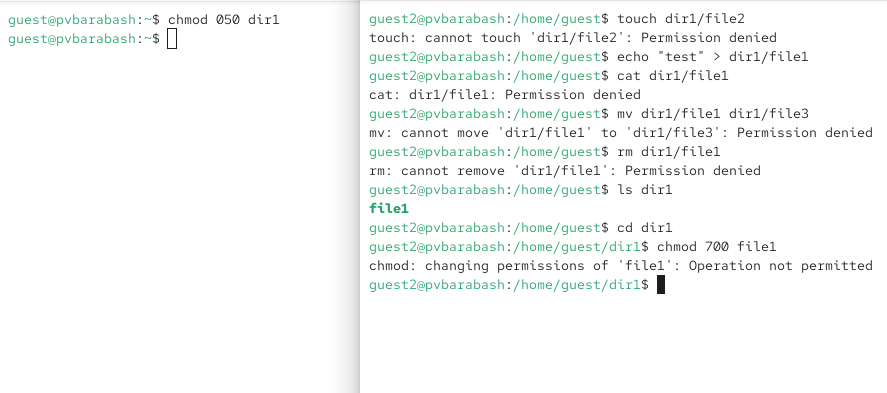 guest@pvbarabash:~$ chmod 050 dir1
guest@pvbarabash:~$
guest2@pvbarabash:/home/guest$ touch dir1/file2
touch: cannot touch 'dir1/file2': Permission denied
guest2@pvbarabash:/home/guest$ echo "test" > dir1/file1
guest2@pvbarabash:/home/guest$ cat dir1/file1
cat: dir1/file1: Permission denied
guest2@pvbarabash:/home/guest$ mv dir1/file1 dir1/file3
mv: cannot move 'dir1/file1' to 'dir1/file3': Permission denied
guest2@pvbarabash:/home/guest$ rm dir1/file1
rm: cannot remove 'dir1/file1': Permission denied
guest2@pvbarabash:/home/guest$ ls dir1
file1
guest2@pvbarabash:/home/guest$ cd dir1
guest2@pvbarabash:/home/guest/dir1$ chmod 700 file1
chmod: changing permissions of 'file1': Operation not permitted
guest2@pvbarabash:/home/guest/dir1$